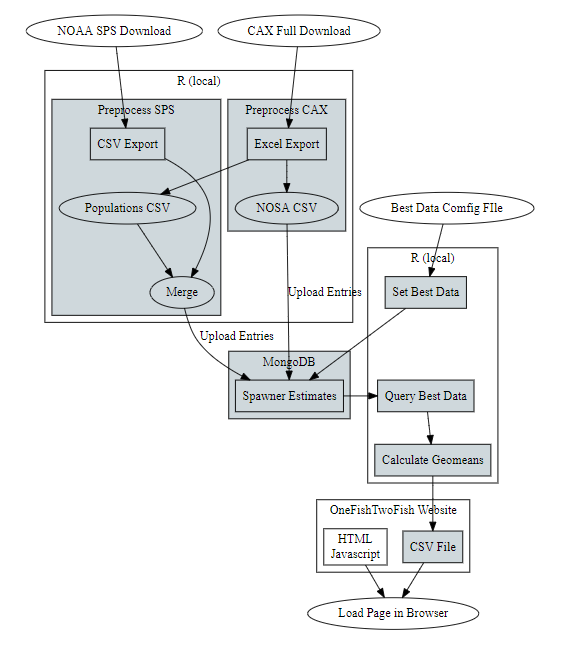 NOAA SPS Download
CAX Full Download
R (local)
Preprocess SPS
Preprocess CAX
CSV Export
Excel Export
Populations CSV
NOSA CSV
Best Data Comfig FIle
R (local)
Merge
Upload Entries
Set Best Data
Upload Entries
MongoDB
Spawner Estimates
Query Best Data
Calculate Geomeans
OneFishTwoFish Website
HTML
Javascript
CSV File
Load Page in Browser